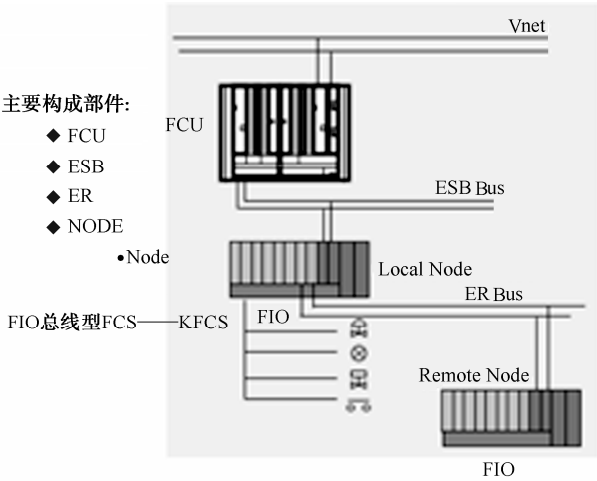 Vnet
主要构成部件:
FCU
◆ FCU
◆ ESB
◆ ER
◆ NODE
•Node
ESB Bus
Local Node
ER Bus
FIO总线型FCS——KFCS
FIO
Remote Node
FIO